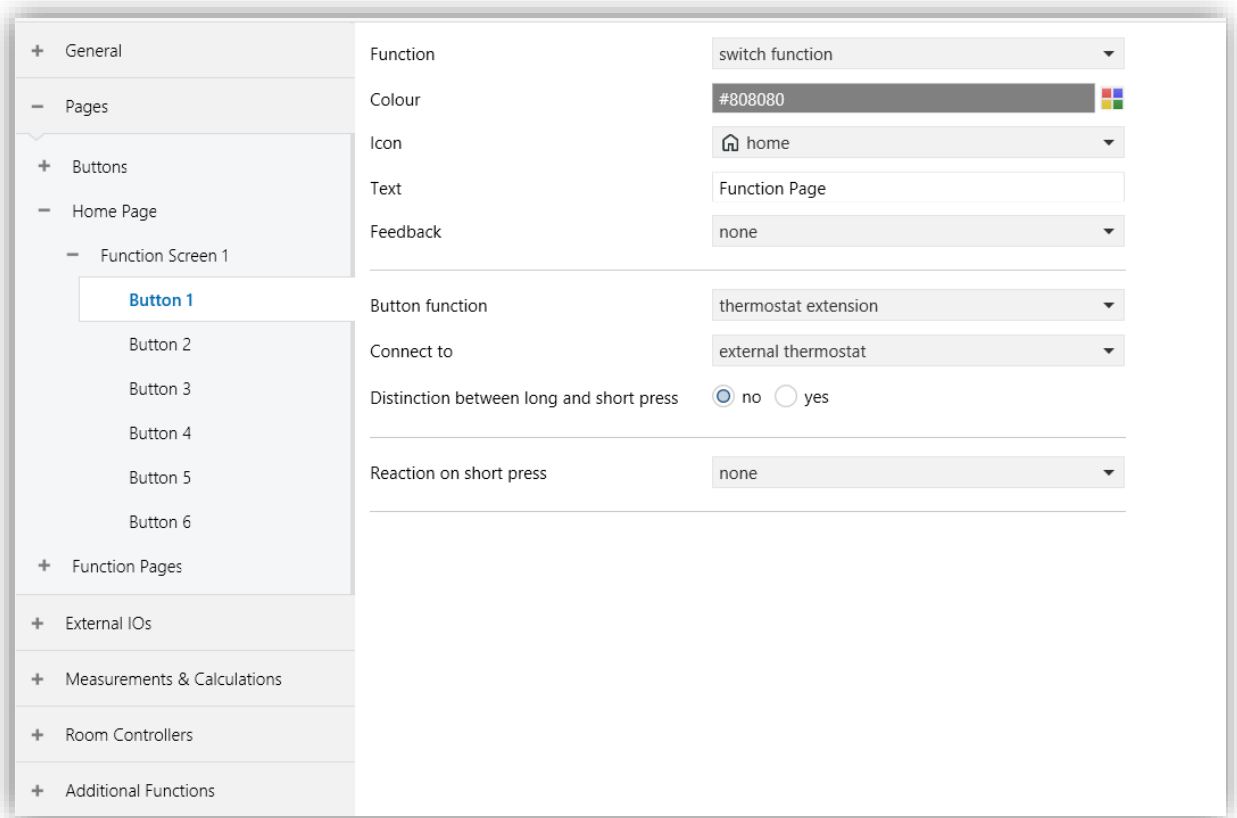 General
Pages
Buttons
Home Page
Function Screen 1
Button 1
Button 2
Button 3
Button 4
Button 5
Button 6
Function Pages
External IOs
Measurements & Calculations
Room Controllers
Additional Functions
Function switch function
Colour #808080
Icon home
Text Function Page
Feedback none
Button function thermostat extension
Connect to external thermostat
Distinction between long and short press no yes
Reaction on short press none